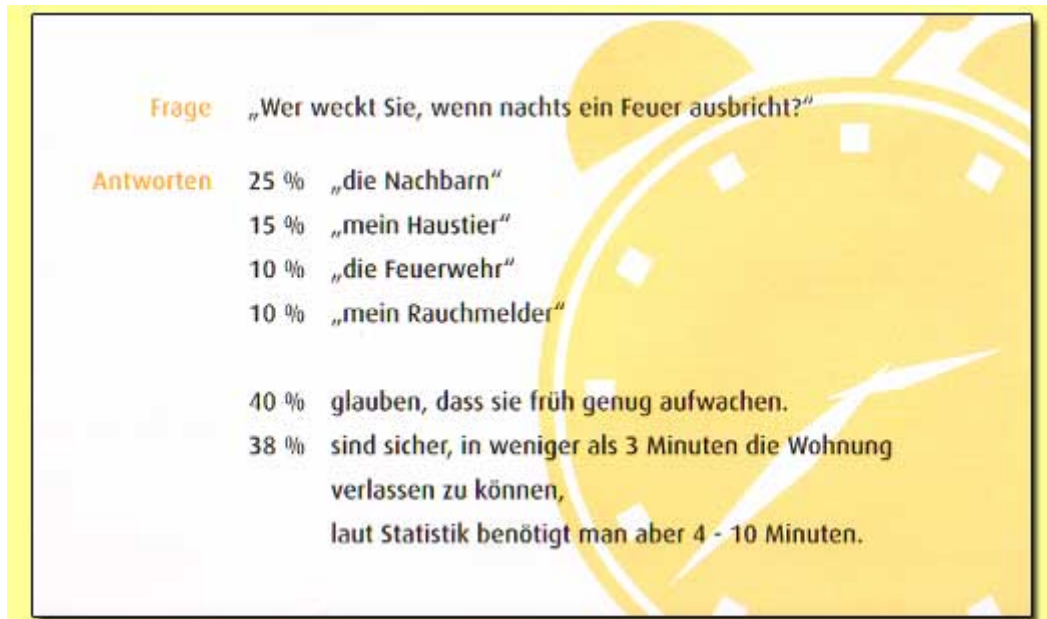 Frage „Wer weckt Sie, wenn nachts ein Feuer ausbricht?“
Antworten 25 % „die Nachbarn“
15 % „mein Haustier“
10 % „die Feuerwehr“
10 % „mein Rauchmelder“
40 % glauben, dass sie früh genug aufwachen.
38 % sind sicher, in weniger als 3 Minuten die Wohnung
verlassen zu können,
laut Statistik benötigt man aber 4 - 10 Minuten.